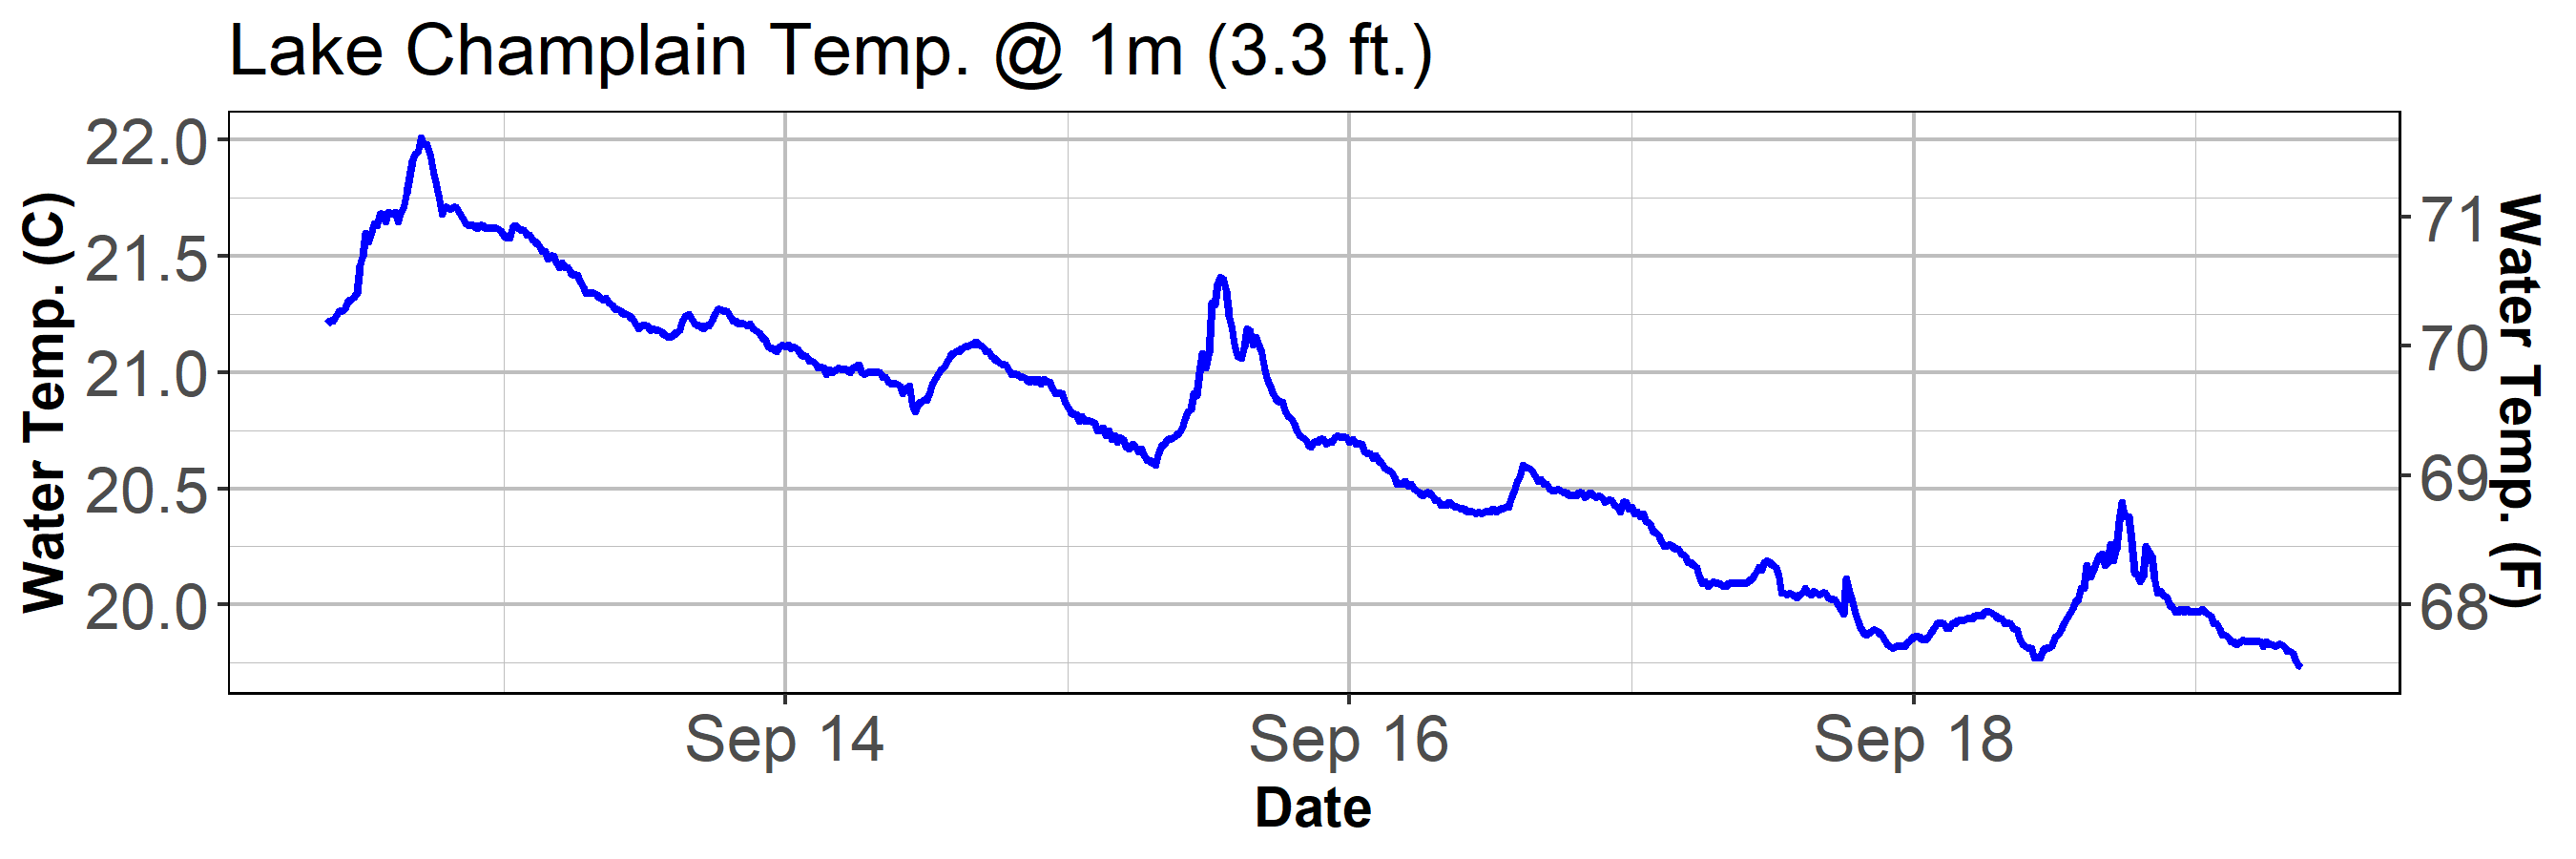 Lake Champlain Temp. @ 1m (3.3 ft.)
Water Temp. (C)
22.0
21.5
21.0
20.5
20.0
71
70
69
68
Water Temp. (F)
Sep 14
Sep 16
Sep 18
Date